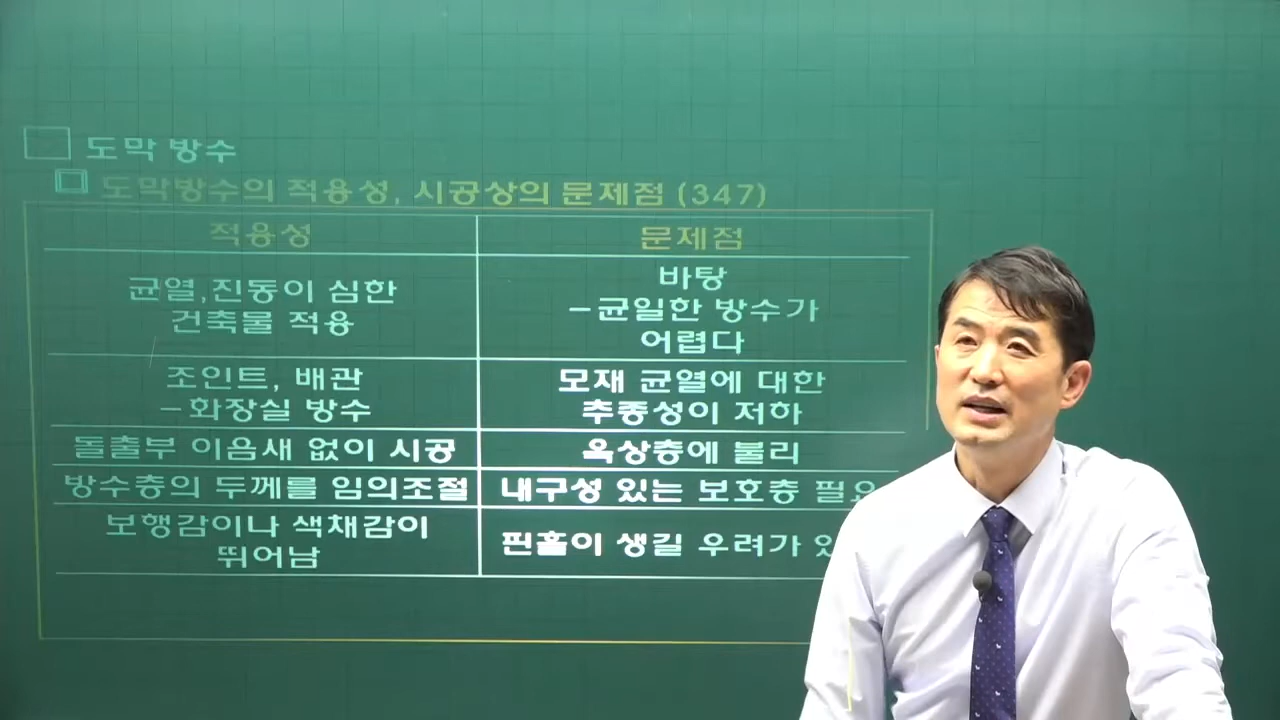 도막 방수
도막방수의 적용성, 시공상의 문제점 (347)
적용성
문제점
균열,진동이 심한
건축물 적용
바탕
-균일한 방수가
어렵다
조인트, 배관
-화장실 방수
모재 균열에 대한
추종성이 저하
돌출부 이음새 없이 시공
옥상층에 불리
방수층의 두께를 임의조절
내구성 있는 보호층
보행감이나 색채감이
뛰어남
핀홀이 생길 우려가